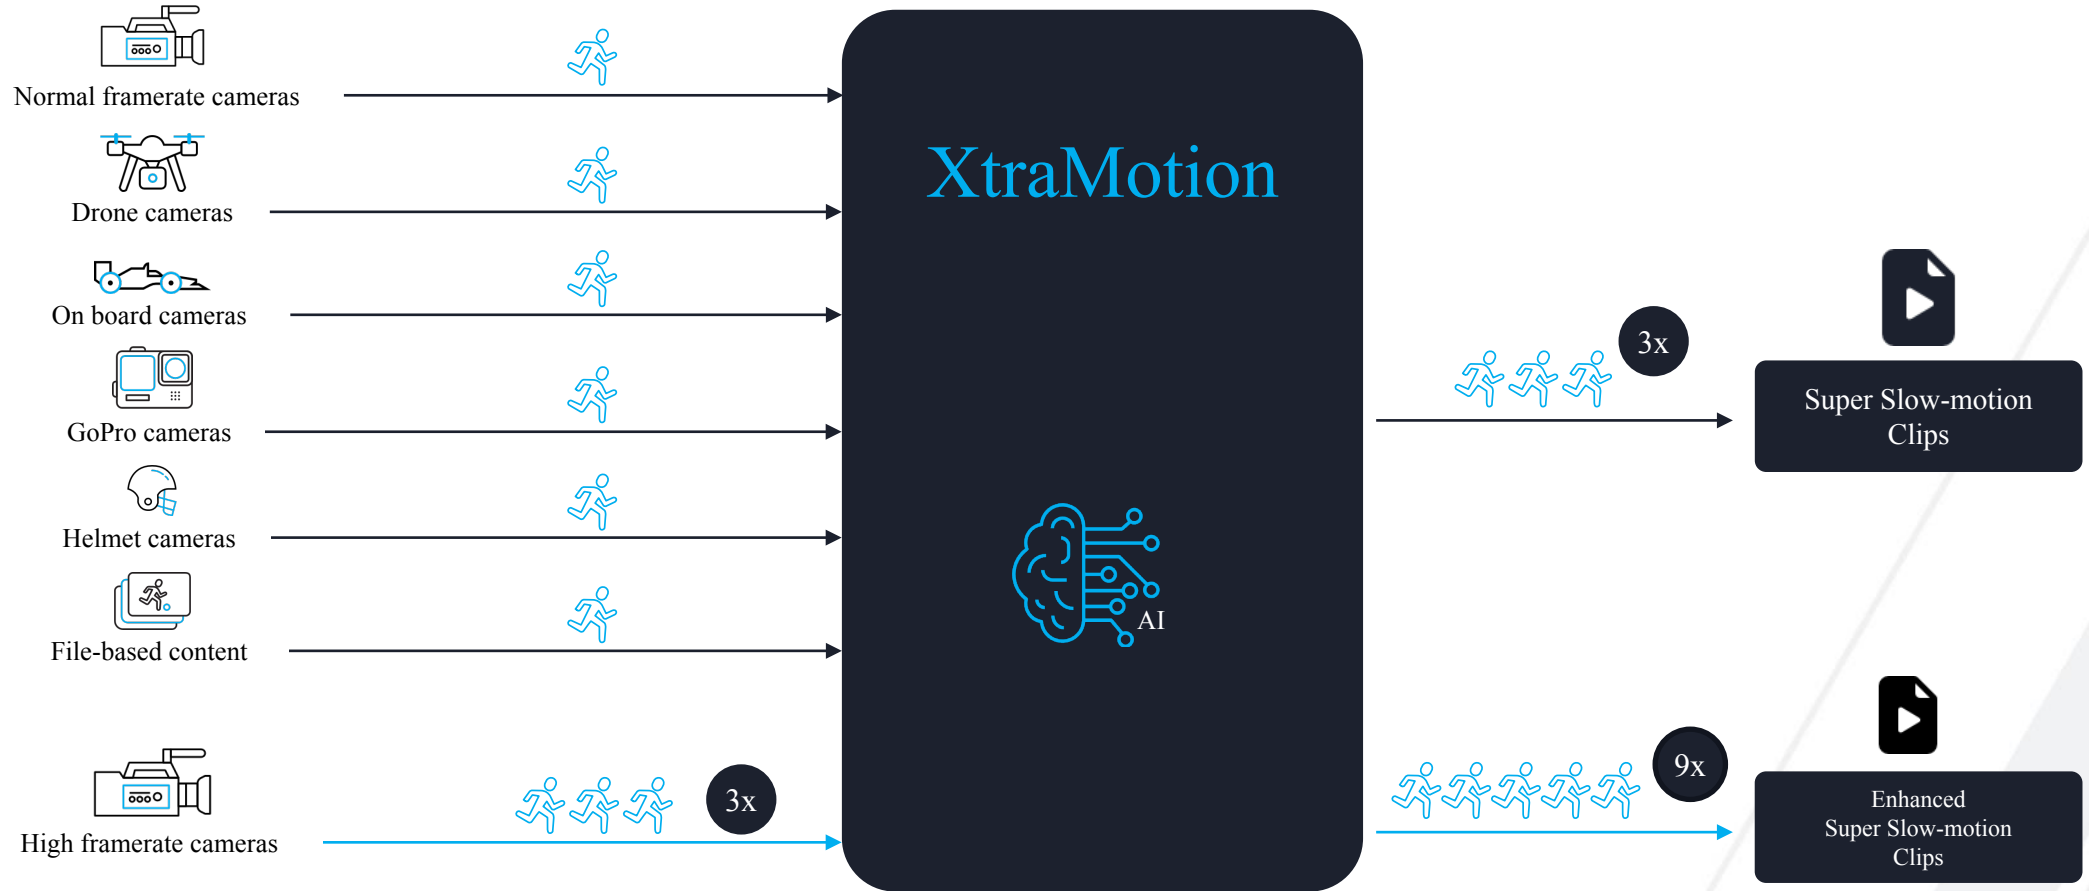 Normal framerate cameras
Drone cameras
On board cameras
GoPro cameras
Helmet cameras
File-based content
3x
High framerate cameras
XtraMotion
AI
3x
Super Slow-motion
Clips
9x
Enhanced
Super Slow-motion
Clips